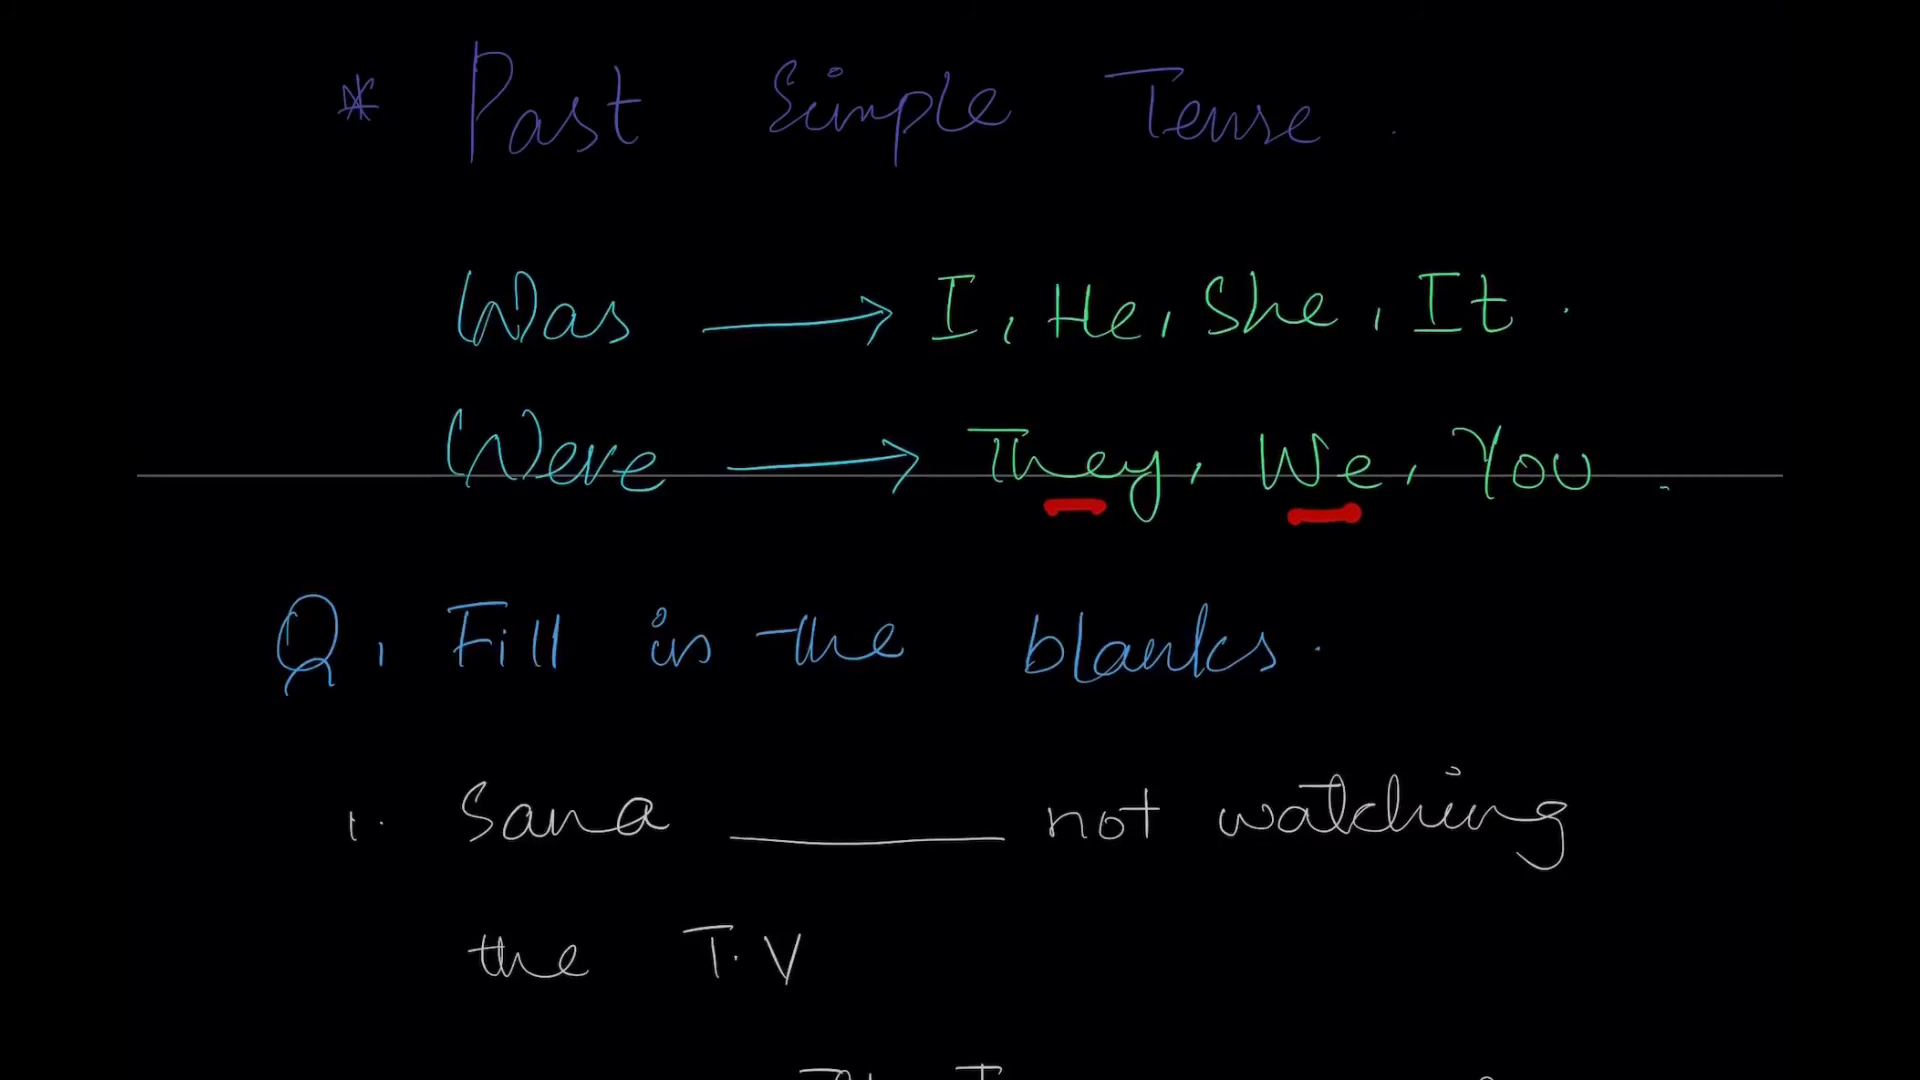 * Past Simple Tense.
Was → I, He, She, It.
Were → They, We, You.
Q, Fill in the blanks.
1. Sana ______ not watching
the T.V